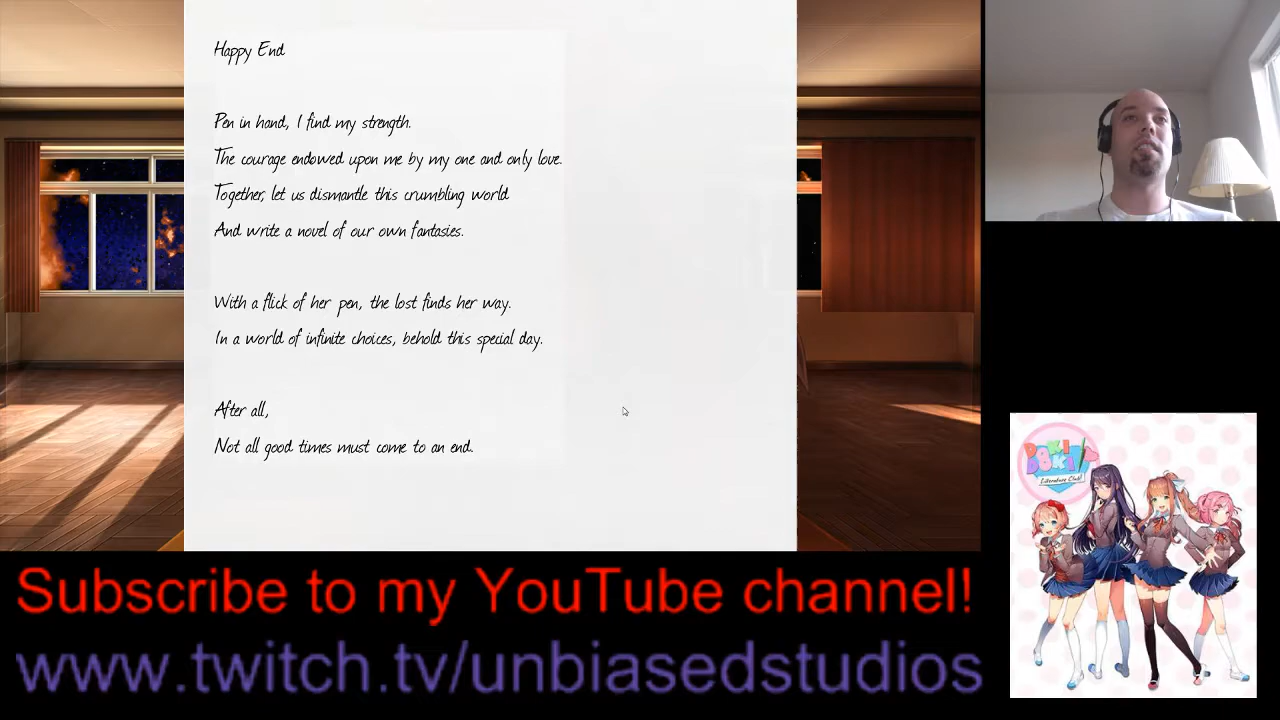 Happy End
Pen in hand, I find my strength.
The courage endowed upon me by my one and only love.
Together, let us dismantle this crumbling world
And write a novel of our own fantasies.
With a flick of her pen, the lost finds her way.
In a world of infinite choices, behold this special day.
After all,
Not all good times must come to an end.
DOKI
DOKI
Literature Club!
Subscribe to my YouTube channel!
www.twitch.tv/unbiasedstudios